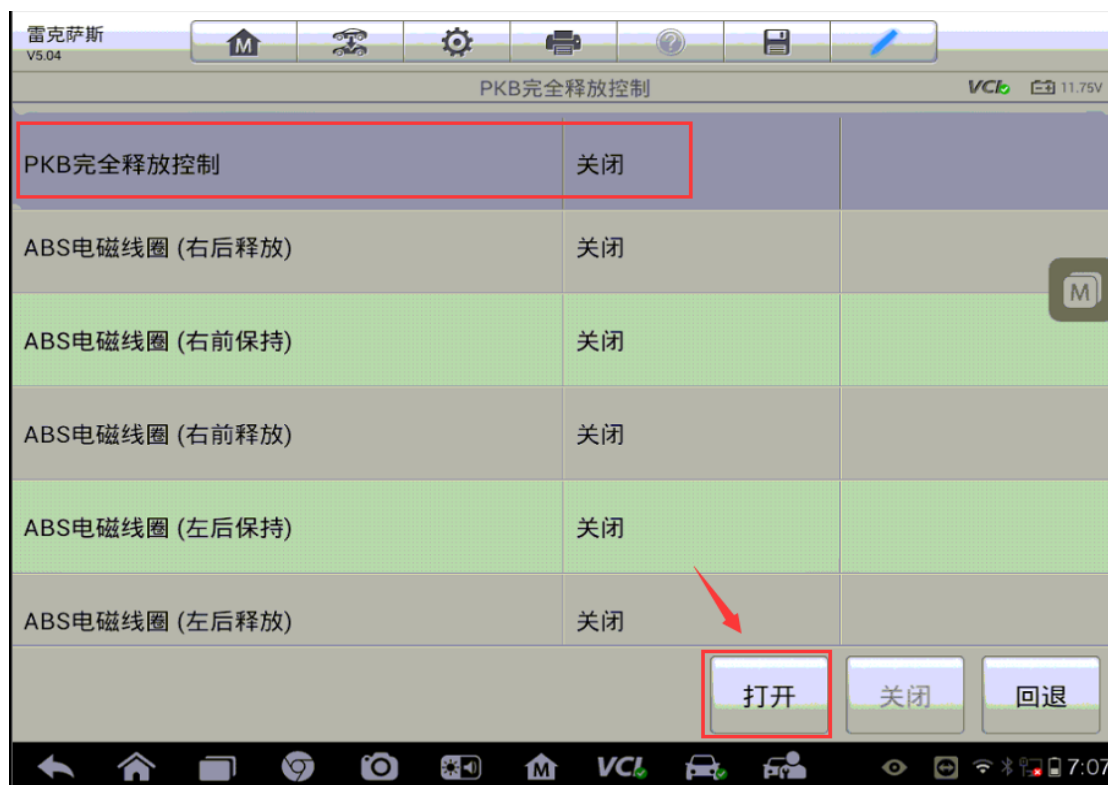 雷克萨斯
V5.04
M
PKB完全释放控制
VCI
11.75V
PKB完全释放控制 关闭
ABS电磁线圈 (右后释放) 关闭
M
ABS电磁线圈 (右前保持) 关闭
ABS电磁线圈 (右前释放) 关闭
ABS电磁线圈 (左后保持) 关闭
ABS电磁线圈 (左后释放) 关闭
打开 关闭 回退
M VCI 7:07